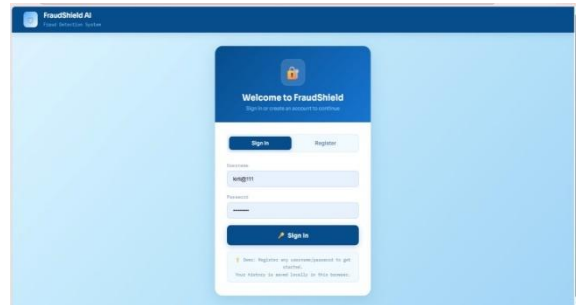 FraudShield AI
Fraud Detection System
Welcome to FraudShield
Sign in or create an account to continue
Sign In
Register
Username
Password
Sign In
Demo: Register any username/password to get
started.
Your history is saved locally in this browser.